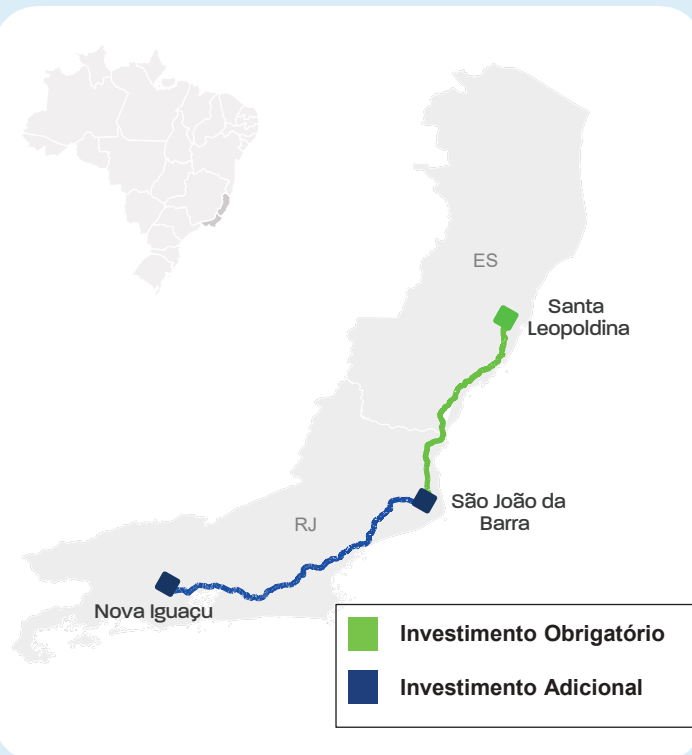 ES
Santa
Leopoldina
São João da
Barra
RJ
Nova Iguaçu
Investimento Obrigatório
Investimento Adicional